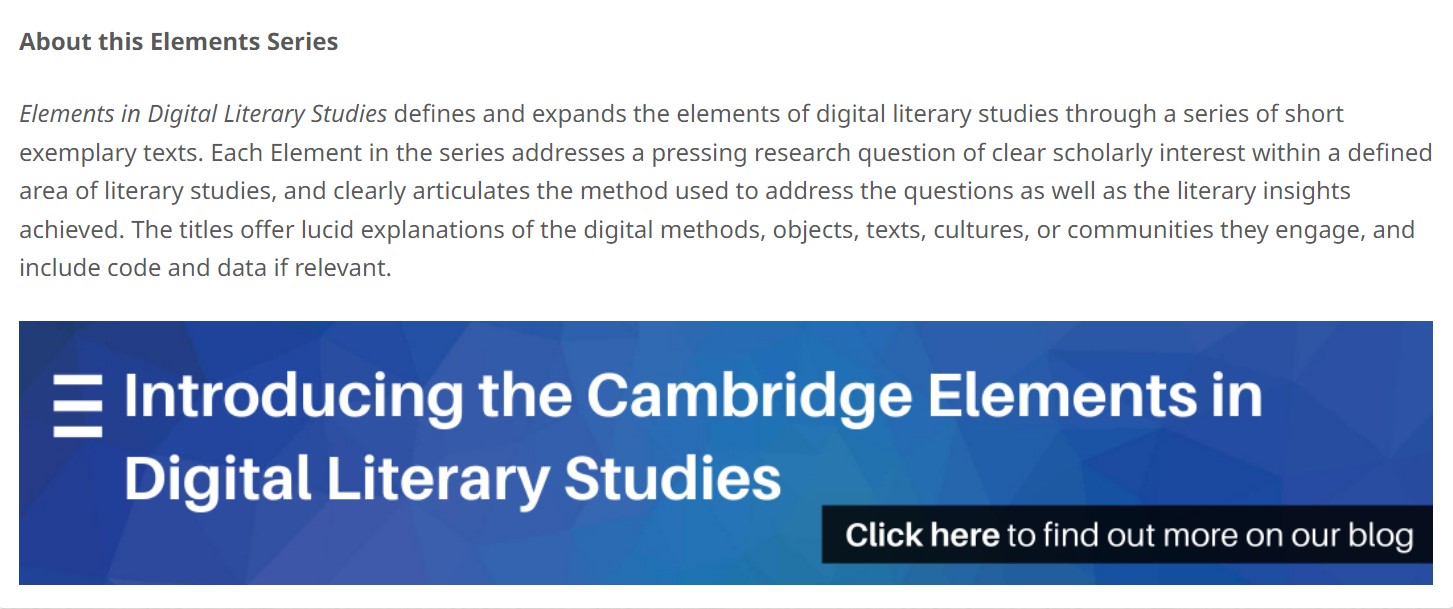 About this Elements Series
Elements in Digital Literary Studies defines and expands the elements of digital literary studies through a series of short
exemplary texts. Each Element in the series addresses a pressing research question of clear scholarly interest within a defined
area of literary studies, and clearly articulates the method used to address the questions as well as the literary insights
achieved. The titles offer lucid explanations of the digital methods, objects, texts, cultures, or communities they engage, and
include code and data if relevant.
Introducing the Cambridge Elements in
Digital Literary Studies
Click here to find out more on our blog